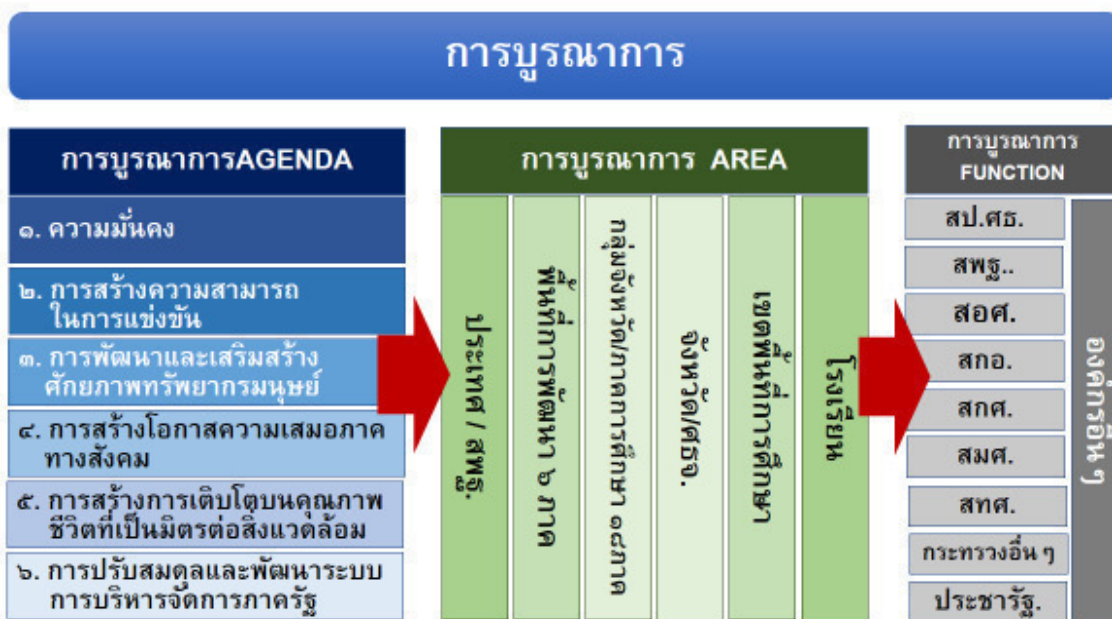 การบูรณาการ
การบูรณาการAGENDA
๑. ความมั่นคง
๒. การสร้างความสามารถ
ในการแข่งขัน
๓. การพัฒนาและเสริมสร้าง
ศักยภาพทรัพยากรมนุษย์
๔. การสร้างโอกาสความเสมอภาค
ทางสังคม
๕. การสร้างการเติบโตบนคุณภาพ
ชีวิตที่เป็นมิตรต่อสิ่งแวดล้อม
๖. การปรับสมดุลและพัฒนาระบบ
การบริหารจัดการภาครัฐ
การบูรณาการ AREA
ประเทศ / สพฐ.
พื้นที่การพัฒนา ๖ ภาค
กลุ่มจังหวัด/ภาคการศึกษา ๑๘ภาค
จังหวัด/ศธจ.
เขตพื้นที่การศึกษา
โรงเรียน
การบูรณาการ
FUNCTION
สป.ศธ.
สพฐ..
สอศ.
สกอ.
สกศ.
สมศ.
สทศ.
กระทรวงอื่น ๆ
ประชารัฐ.
องค์กรอื่น ๆ